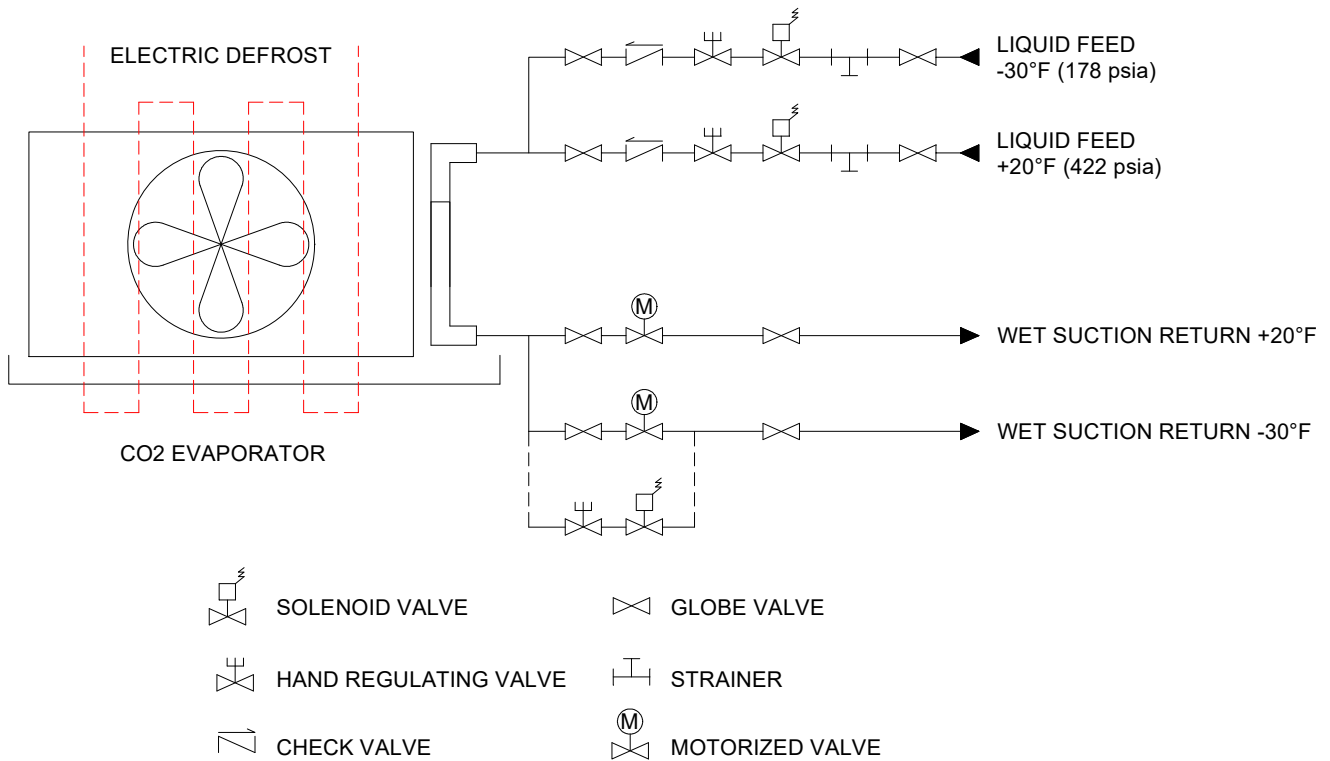 ELECTRIC DEFROST
LIQUID FEED
-30°F (178 psia)
LIQUID FEED
+20°F (422 psia)
M
WET SUCTION RETURN +20°F
M
WET SUCTION RETURN -30°F
CO2 EVAPORATOR
SOLENOID VALVE
GLOBE VALVE
HAND REGULATING VALVE
STRAINER
CHECK VALVE
M
MOTORIZED VALVE